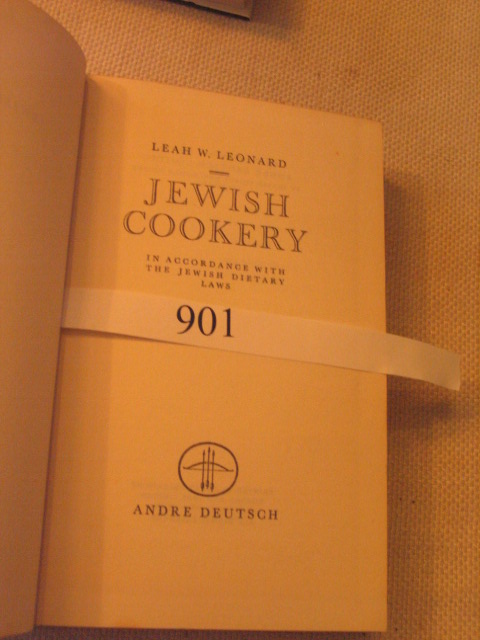 LEAH W. LEONARD
JEWISH
COOKERY
IN ACCORDANCE WITH
THE JEWISH DIETARY
LAWS
901
ANDRE DEUTSCH